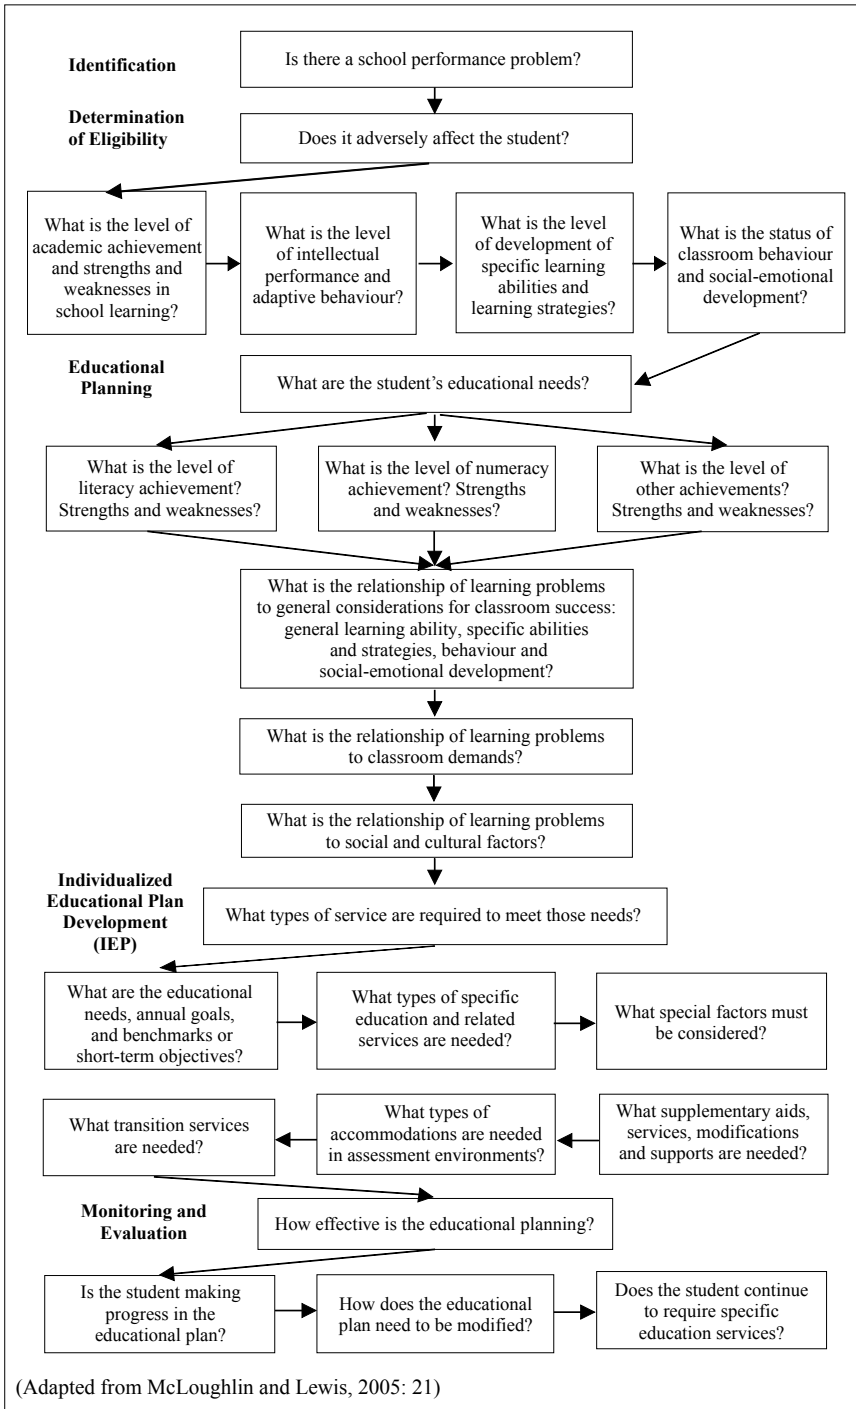 Identification
Is there a school performance problem?
Determination
of Eligibility
Does it adversely affect the student?
What is the level of
academic achievement
and strengths and
weaknesses in
school learning?
What is the level
of intellectual
performance and
adaptive behaviour?
What is the level
of development of
specific learning
abilities and
learning strategies?
What is the status of
classroom behaviour
and social-emotional
development?
Educational
Planning
What are the student’s educational needs?
What is the level of
literacy achievement?
Strengths and weaknesses?
What is the level of numeracy
achievement? Strengths
and weaknesses?
What is the level of
other achievements?
Strengths and weaknesses?
What is the relationship of learning problems
to general considerations for classroom success:
general learning ability, specific abilities
and strategies, behaviour and
social-emotional development?
What is the relationship of learning problems
to classroom demands?
What is the relationship of learning problems
to social and cultural factors?
Individualized
Educational Plan
Development
(IEP)
What types of service are required to meet those needs?
What are the educational
needs, annual goals,
and benchmarks or
short-term objectives?
What types of specific
education and related
services are needed?
What special factors must
be considered?
What transition services
are needed?
What types of
accommodations are needed
in assessment environments?
What supplementary aids,
services, modifications
and supports are needed?
Monitoring and
Evaluation
How effective is the educational planning?
Is the student making
progress in the
educational plan?
How does the educational
plan need to be modified?
Does the student continue
to require specific
education services?
(Adapted from McLoughlin and Lewis, 2005: 21)